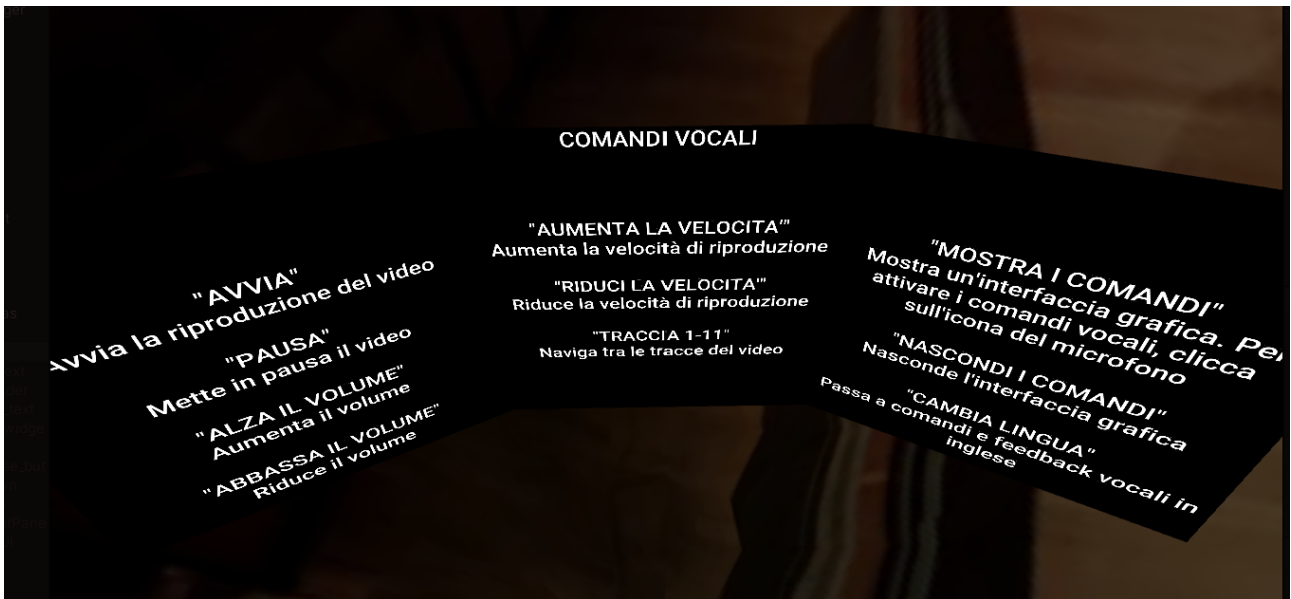 COMANDI VOCALI
"AVVIA"
Avvia la riproduzione del video
"PAUSA"
Mette in pausa il video
"ALZA IL VOLUME"
Aumenta il volume
"ABBASSA IL VOLUME"
Riduce il volume
"AUMENTA LA VELOCITA'"
Aumenta la velocità di riproduzione
"RIDUCI LA VELOCITA'"
Riduce la velocità di riproduzione
"TRACCIA 1-11"
Naviga tra le tracce del video
"MOSTRA I COMANDI"
Mostra un'interfaccia grafica. Per
attivare i comandi vocali, clicca
sull'icona del microfono
"NASCONDI I COMANDI"
Nasconde l'interfaccia grafica
"CAMBIA LINGUA"
Passa a comandi e feedback vocali in
inglese